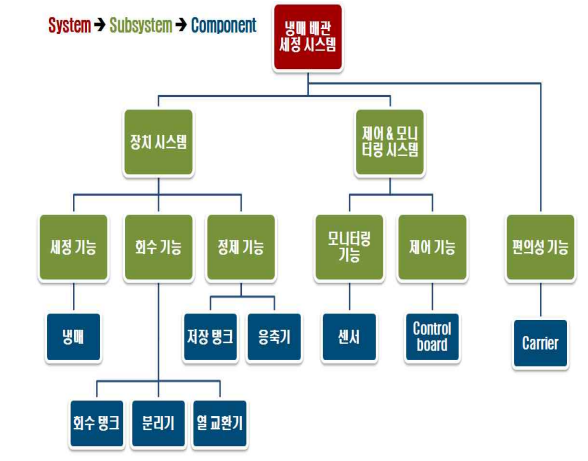 System → Subsystem → Component
냉매 배관
세정 시스템
장치 시스템
제어 & 모니
터링 시스템
세정 기능
회수 기능
정제 기능
모니터링
기능
제어 기능
편의성 기능
냉매
저장 탱크
응축기
센서
Control
board
Carrier
회수 탱크
분리기
열 교환기